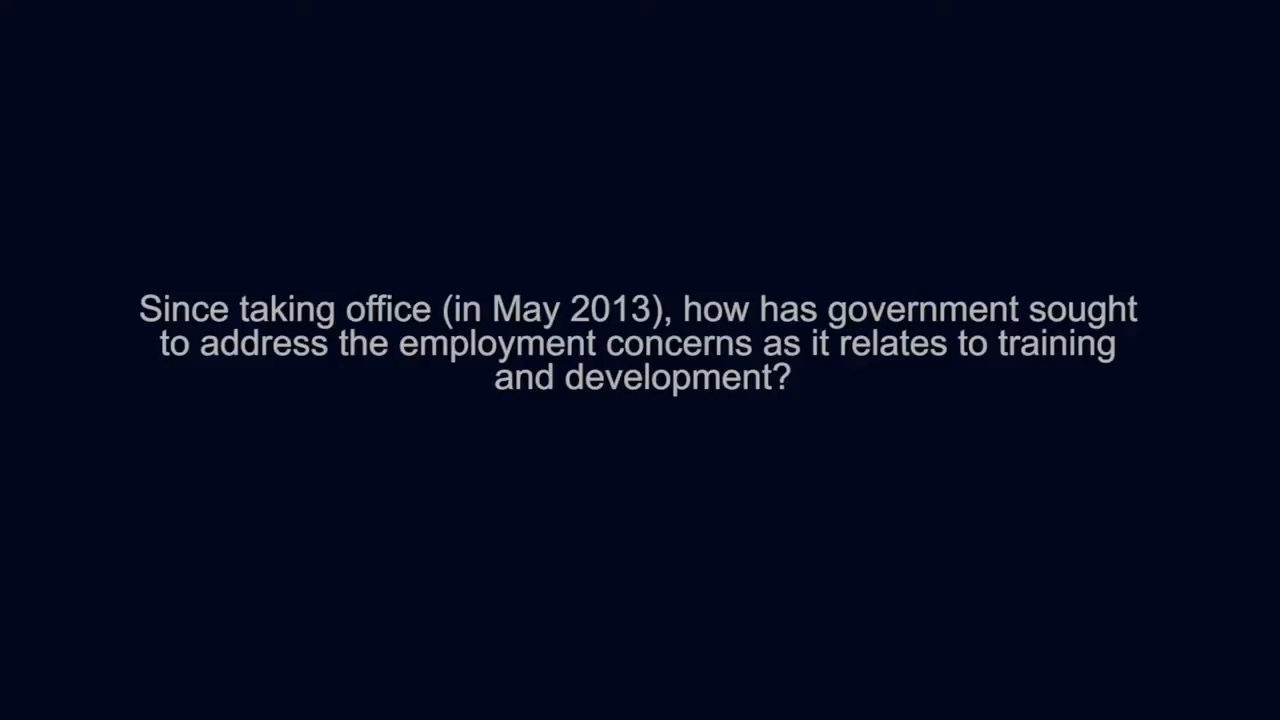 Since taking office (in May 2013), how has government sought
to address the employment concerns as it relates to training
and development?